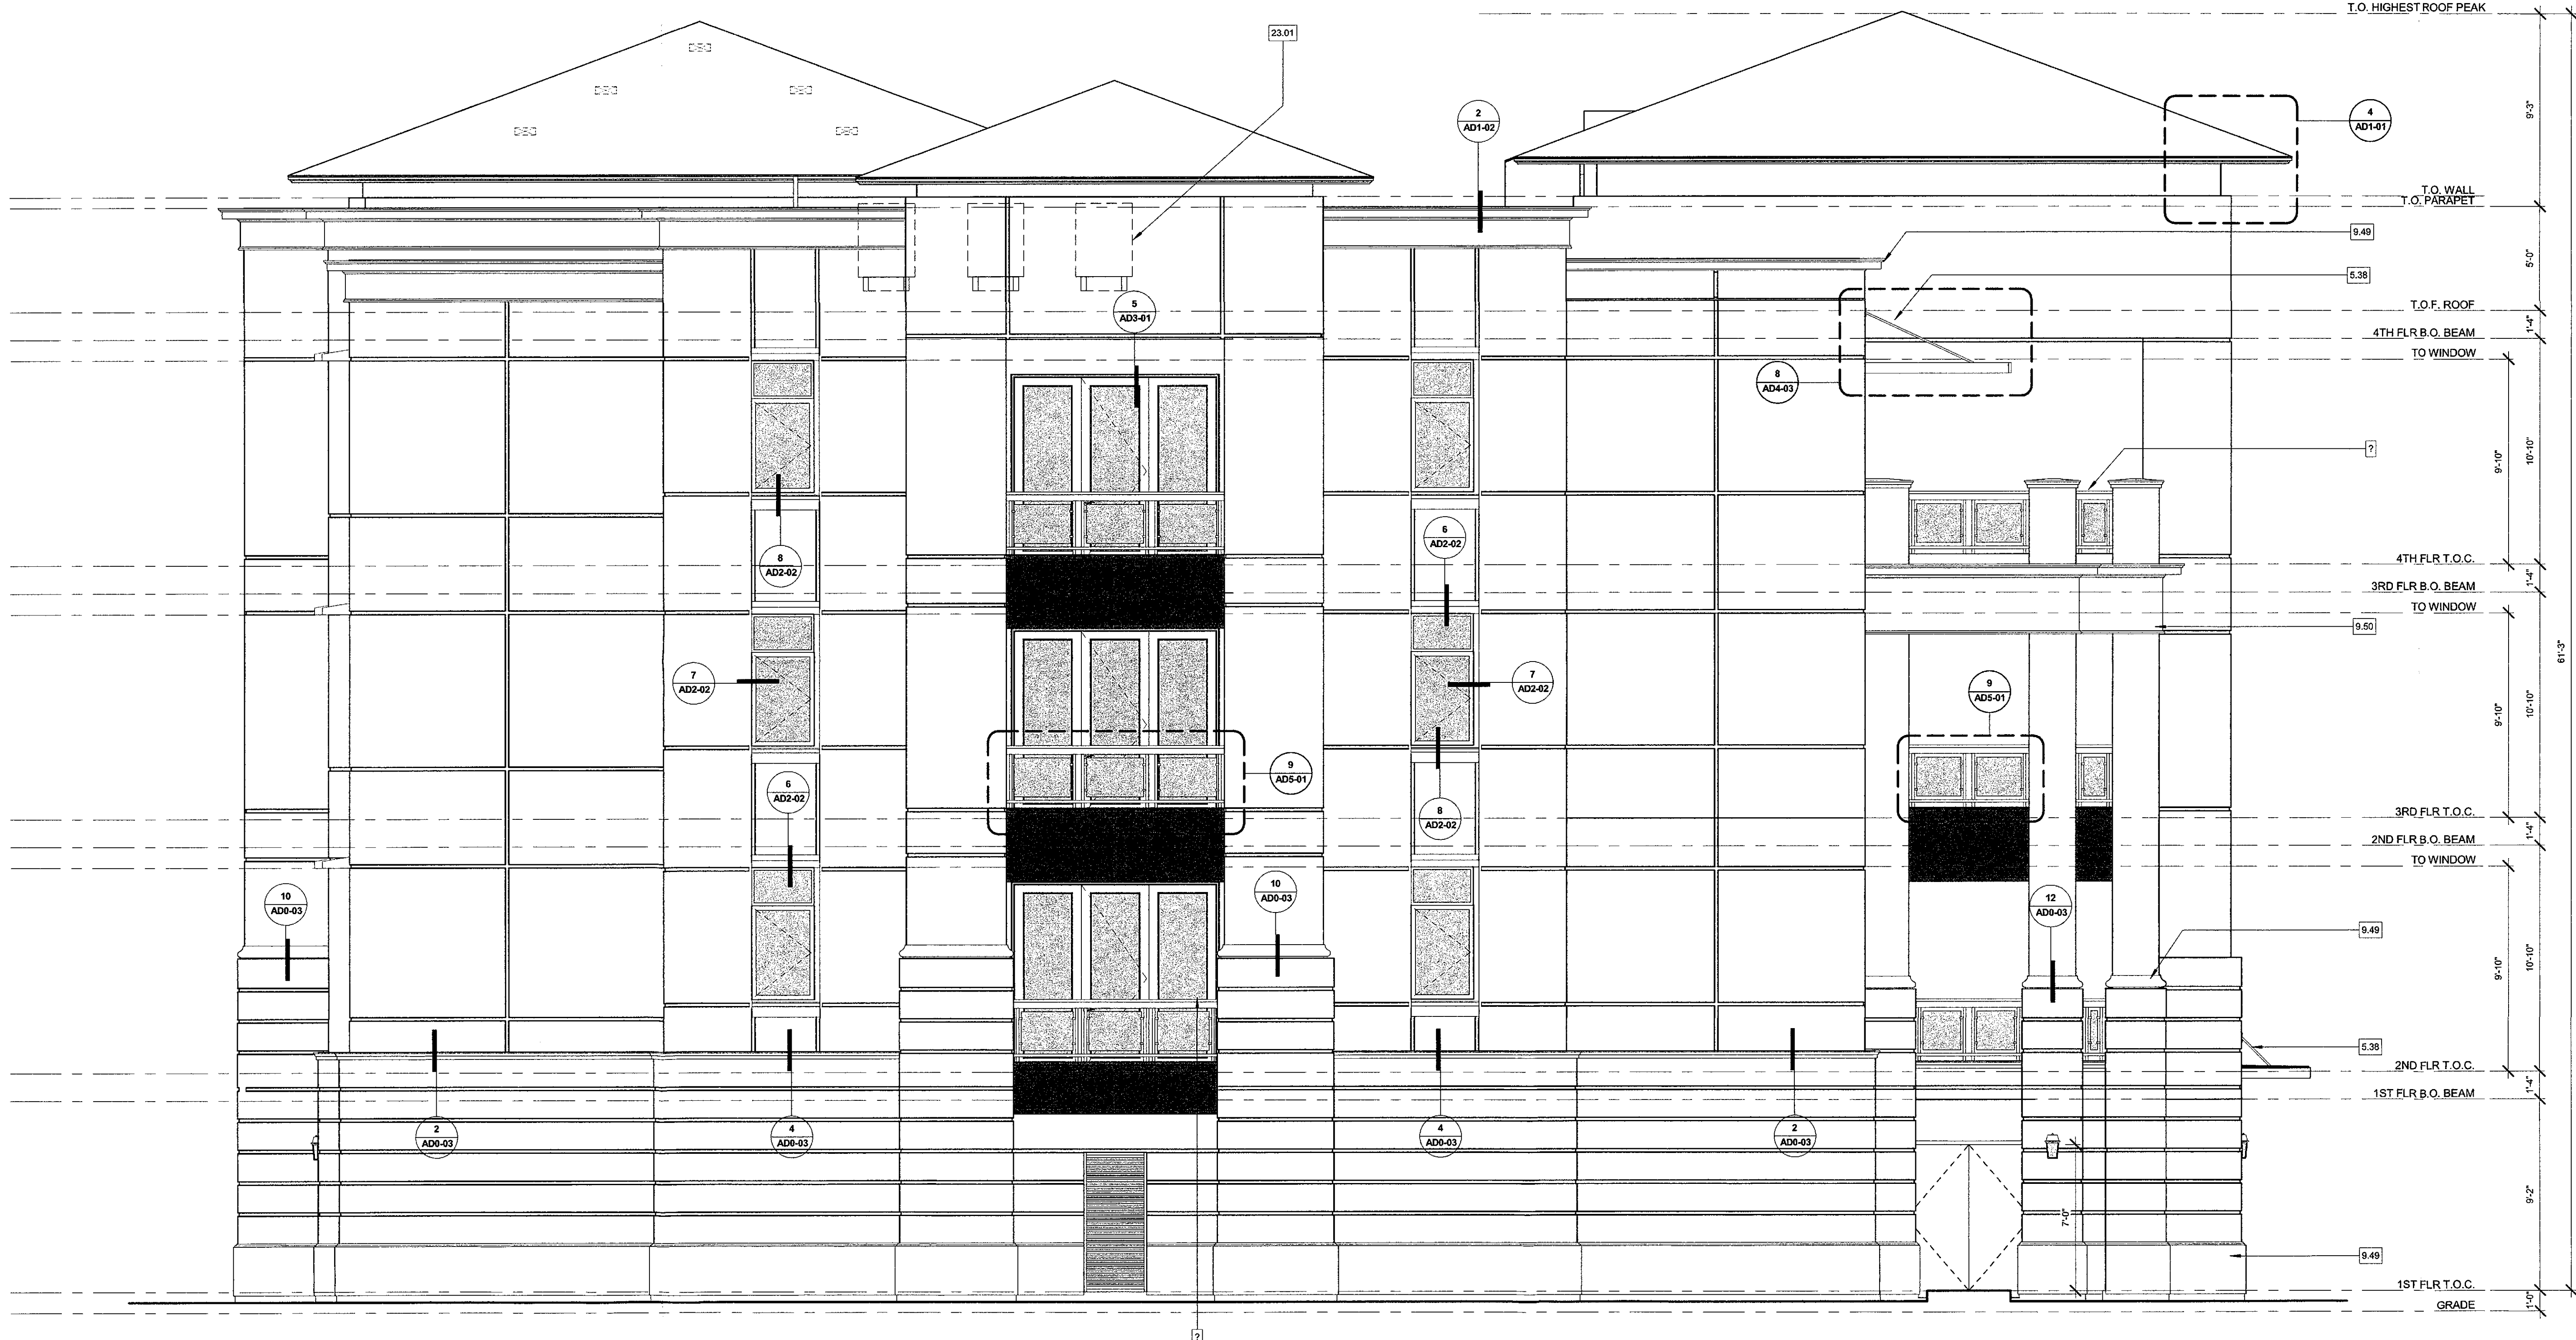 T.O. HIGHEST ROOF PEAK
23.01
9'-3"
2
AD1-02
4
AD1-01
T.O. WALL
T.O. PARAPET
9.49
5'-0"
5.38
5
AD3-01
T.O.F. ROOF
1'-4"
4TH FLR B.O. BEAM
TO WINDOW
8
AD4-03
?
9'-10"
10'-10"
8
AD2-02
6
AD2-02
4TH FLR T.O.C.
1'-4"
3RD FLR B.O. BEAM
TO WINDOW
9.50
61'-3"
7
AD2-02
7
AD2-02
9
AD5-01
9'-10"
10'-10"
9
AD5-01
6
AD2-02
8
AD2-02
3RD FLR T.O.C.
1'-4"
2ND FLR B.O. BEAM
TO WINDOW
10
AD0-03
10
AD0-03
12
AD0-03
9.49
9'-10"
10'-10"
5.38
2ND FLR T.O.C.
1'-4"
1ST FLR B.O. BEAM
2
AD0-03
4
AD0-03
4
AD0-03
2
AD0-03
7'-0"
9'-2"
9.49
1ST FLR T.O.C.
1'-0"
GRADE
?